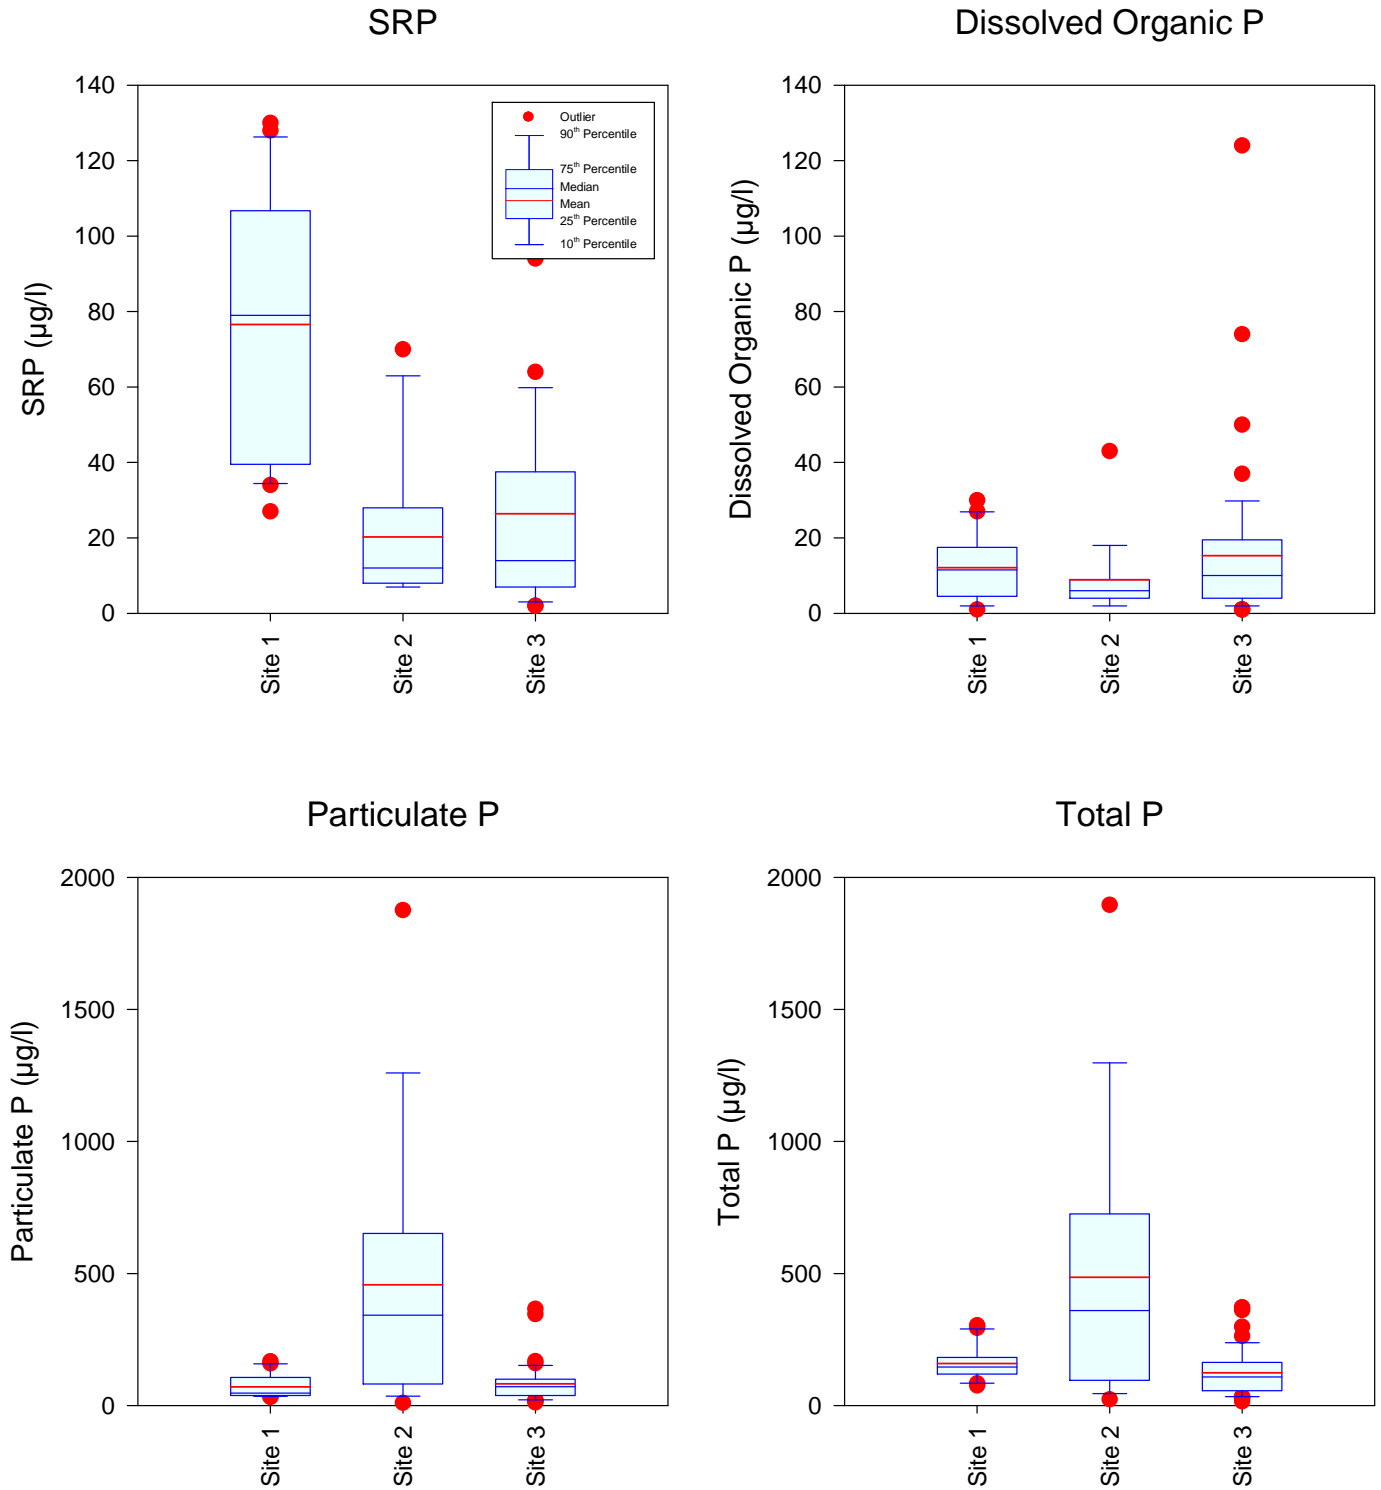 SRP
Dissolved Organic P
SRP (µg/l)
140
120
100
80
60
40
20
0
Outlier
90th Percentile
75th Percentile
Median
Mean
25th Percentile
10th Percentile
Site 1
Site 2
Site 3
Dissolved Organic P (µg/l)
140
120
100
80
60
40
20
0
Site 1
Site 2
Site 3
Particulate P
Total P
Particulate P (µg/l)
2000
1500
1000
500
0
Site 1
Site 2
Site 3
Total P (µg/l)
2000
1500
1000
500
0
Site 1
Site 2
Site 3